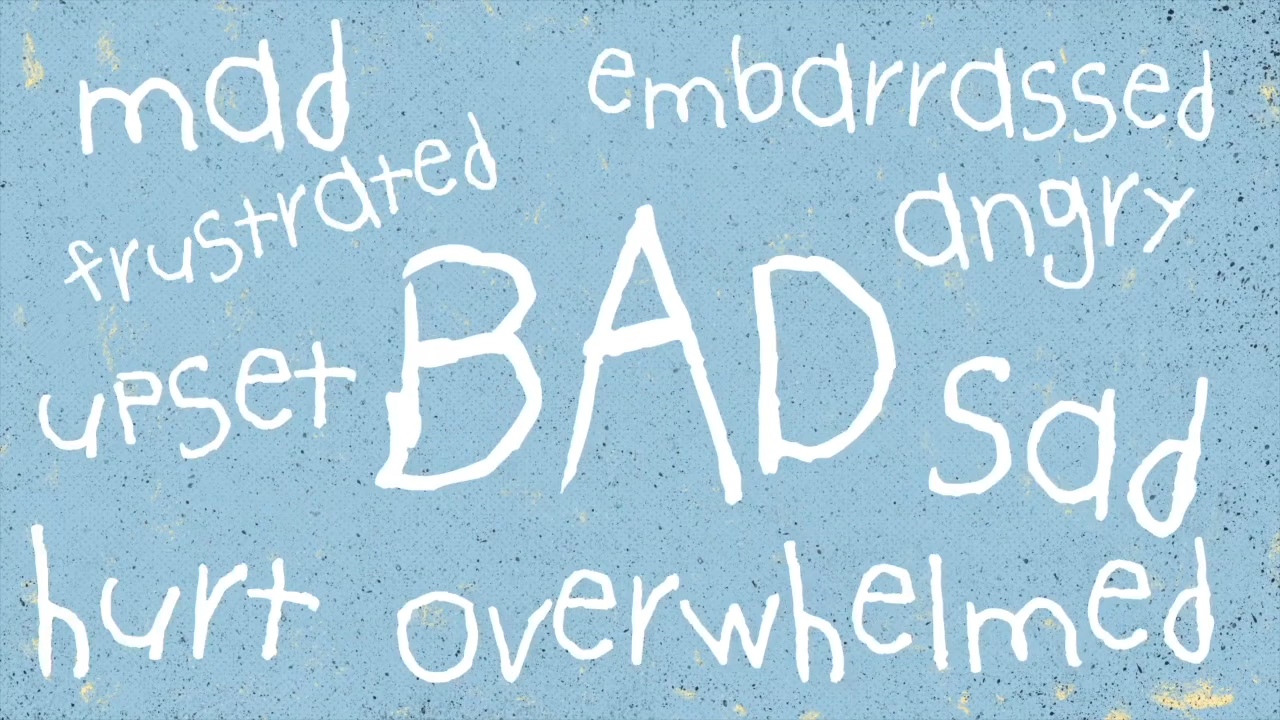 mad
embarrassed
frustrated
angry
BAD
upset
sad
hurt
overwhelmed